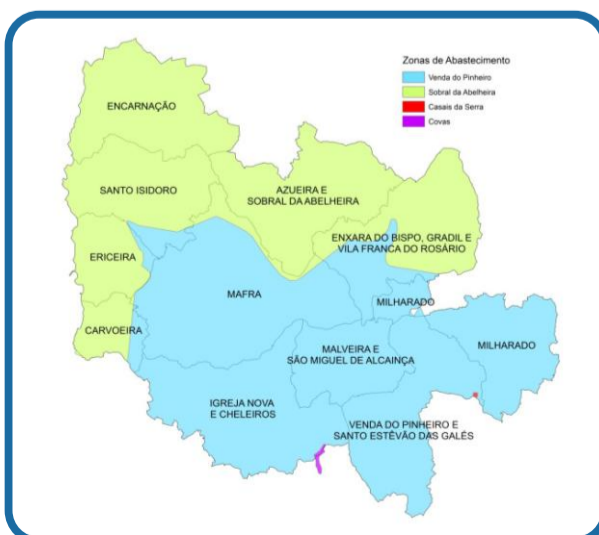 Zonas de Abastecimento
Venda do Pinheiro
Sobral da Abelheira
Casais da Serra
Covas
ENCARNAÇÃO
SANTO ISIDORO
AZUEIRA E
SOBRAL DA ABELHEIRA
ENXARA DO BISPO, GRADIL E
VILA FRANCA DO ROSÁRIO
ERICEIRA
MAFRA
MILHARADO
CARVOEIRA
MALVEIRA E
SÃO MIGUEL DE ALCAINÇA
MILHARADO
IGREJA NOVA
E CHELEIROS
VENDA DO PINHEIRO E
SANTO ESTÊVÃO DAS GALÉS